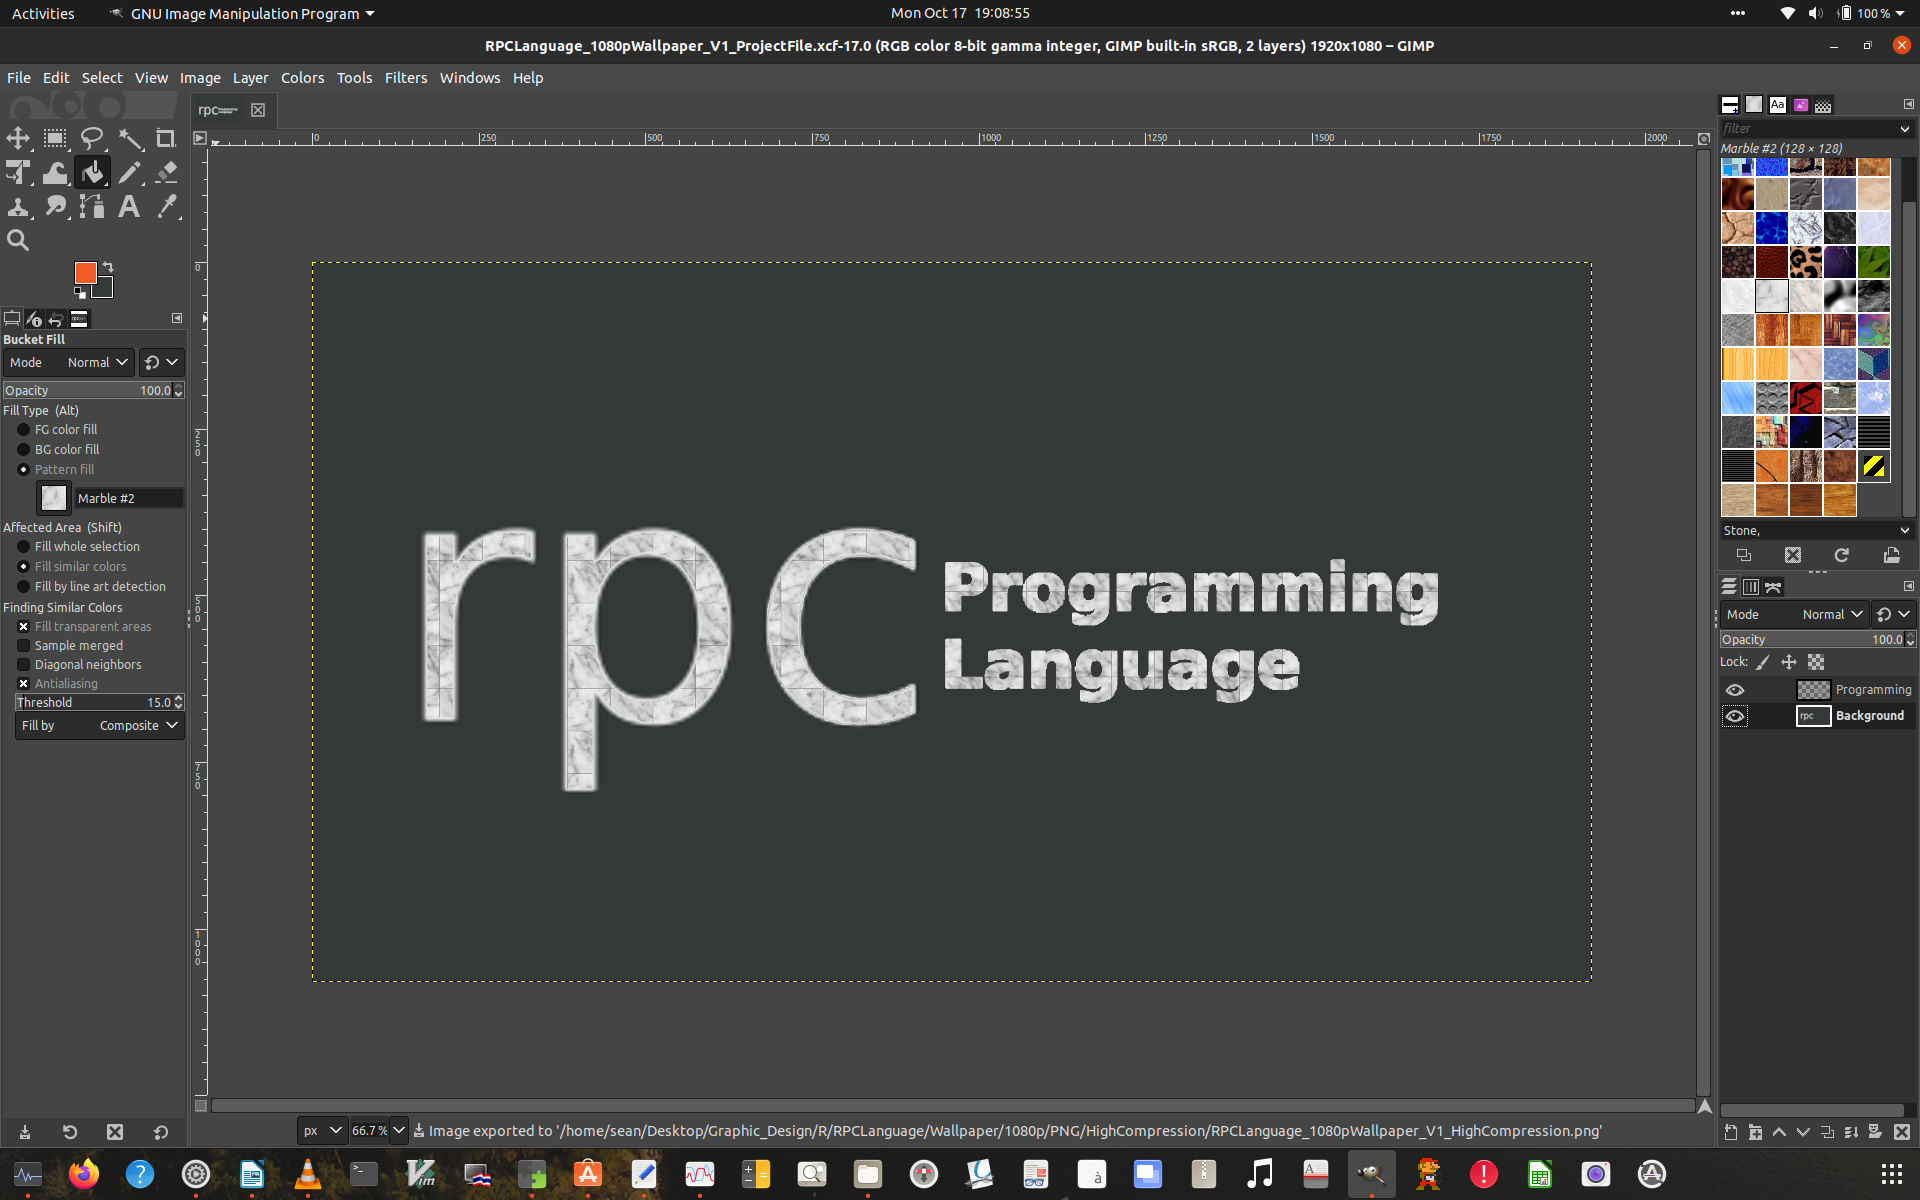 Activities
GNU Image Manipulation Program
Mon Oct 17 19:08:55
100 %
RPCLanguage_1080pWallpaper_V1_ProjectFile.xcf-17.0 (RGB color 8-bit gamma integer, GIMP built-in sRGB, 2 layers) 1920x1080 – GIMP
File Edit Select View Image Layer Colors Tools Filters Windows Help
rpc
0 250 500 750 1000 1250 1500 1750 2000
0
250
500
750
1000
Bucket Fill
Mode Normal
Opacity 100.0
Fill Type (Alt)
FG color fill
BG color fill
Pattern fill
Marble #2
Affected Area (Shift)
Fill whole selection
Fill similar colors
Fill by line art detection
Finding Similar Colors
Fill transparent areas
Sample merged
Diagonal neighbors
Antialiasing
Threshold 15.0
Fill by Composite
rpc
Programming
Language
Aa
filter
Marble #2 (128 × 128)
Stone,
Mode Normal
Opacity 100.0
Lock:
Programming
rpc Background
px 66.7 % Image exported to '/home/sean/Desktop/Graphic_Design/R/RPCLanguage/Wallpaper/1080p/PNG/HighCompression/RPCLanguage_1080pWallpaper_V1_HighCompression.png'